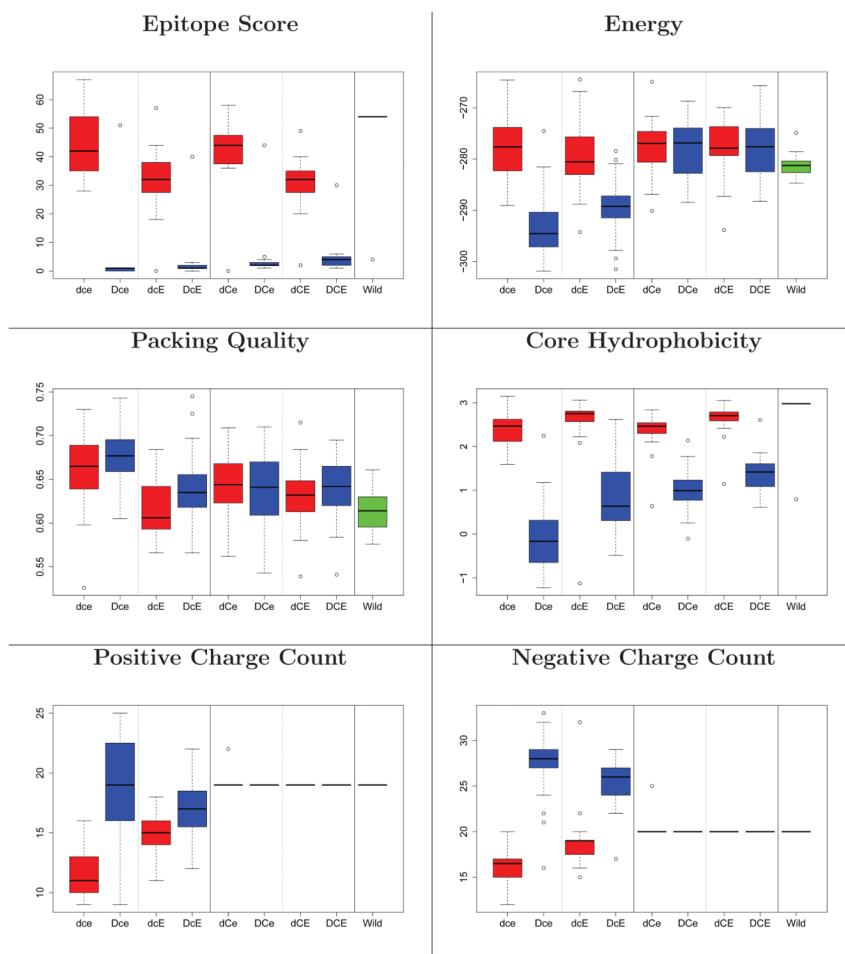 Epitope Score
60
50
40
30
20
10
0
dce Dce dcE DcE dCe DCe dCE DCE Wild
Energy
-270
-280
-290
-300
dce Dce dcE DcE dCe DCe dCE DCE Wild
Packing Quality
0.75
0.70
0.65
0.60
0.55
dce Dce dcE DcE dCe DCe dCE DCE Wild
Core Hydrophobicity
3
2
1
0
-1
dce Dce dcE DcE dCe DCe dCE DCE Wild
Positive Charge Count
25
20
15
10
dce Dce dcE DcE dCe DCe dCE DCE Wild
Negative Charge Count
30
25
20
15
dce Dce dcE DcE dCe DCe dCE DCE Wild